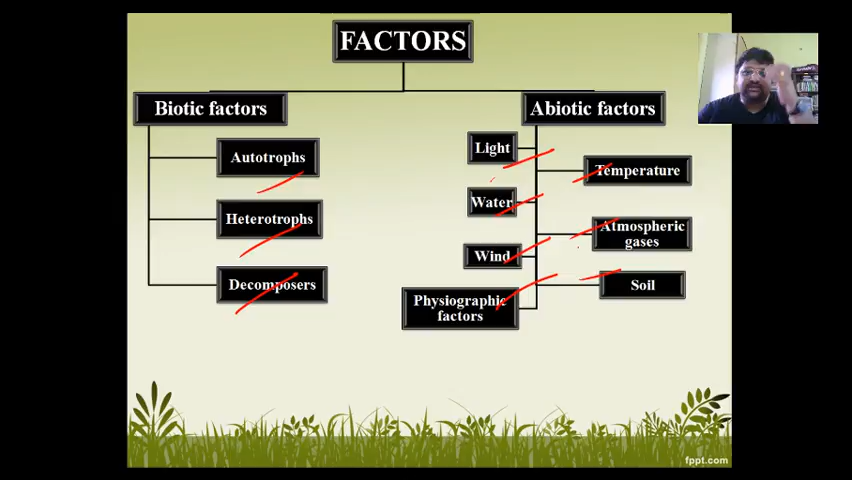 FACTORS
Biotic factors
Abiotic factors
Autotrophs
Heterotrophs
Decomposers
Light
Temperature
Water
Atmospheric
gases
Wind
Soil
Physiographic
factors
fppt.com